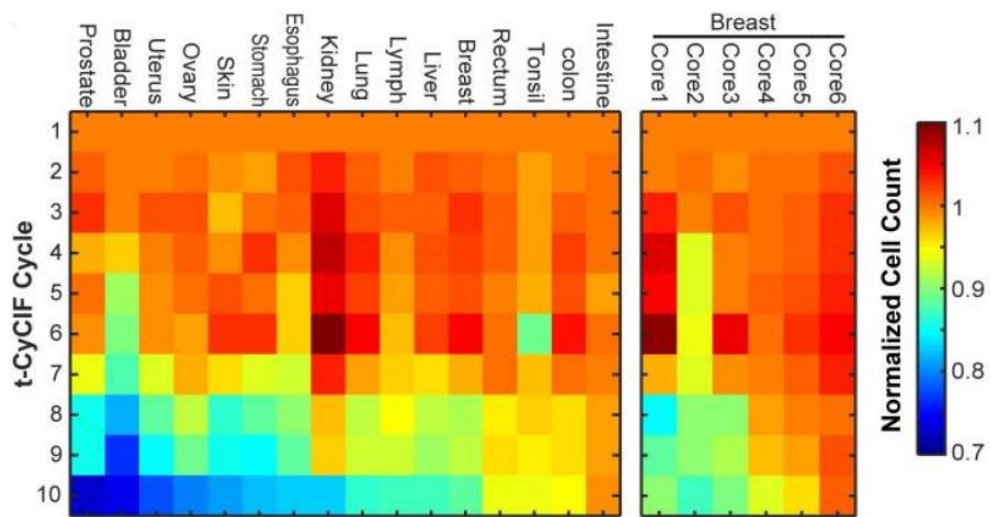 Breast
Prostate
Bladder
Uterus
Ovary
Skin
Stomach
Esophagus
Kidney
Lung
Lymph
Liver
Breast
Rectum
Tonsil
colon
Intestine
Core1
Core2
Core3
Core4
Core5
Core6
t-CyCIF Cycle
1
2
3
4
5
6
7
8
9
10
Normalized Cell Count
1.1
1
0.9
0.8
0.7